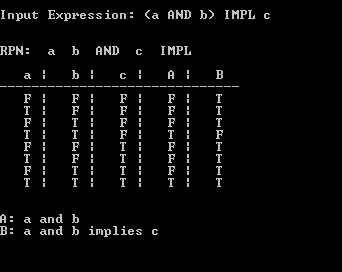 Input Expression: (a AND b) IMPL c
RPN: a b AND c IMPL
a ¦ b ¦ c ¦ A ¦ B
--------------------------------
F ¦ F ¦ F ¦ F ¦ T
T ¦ F ¦ F ¦ F ¦ T
F ¦ T ¦ F ¦ F ¦ T
T ¦ T ¦ F ¦ T ¦ F
F ¦ F ¦ T ¦ F ¦ T
T ¦ F ¦ T ¦ F ¦ T
F ¦ T ¦ T ¦ F ¦ T
T ¦ T ¦ T ¦ T ¦ T
A: a and b
B: a and b implies c